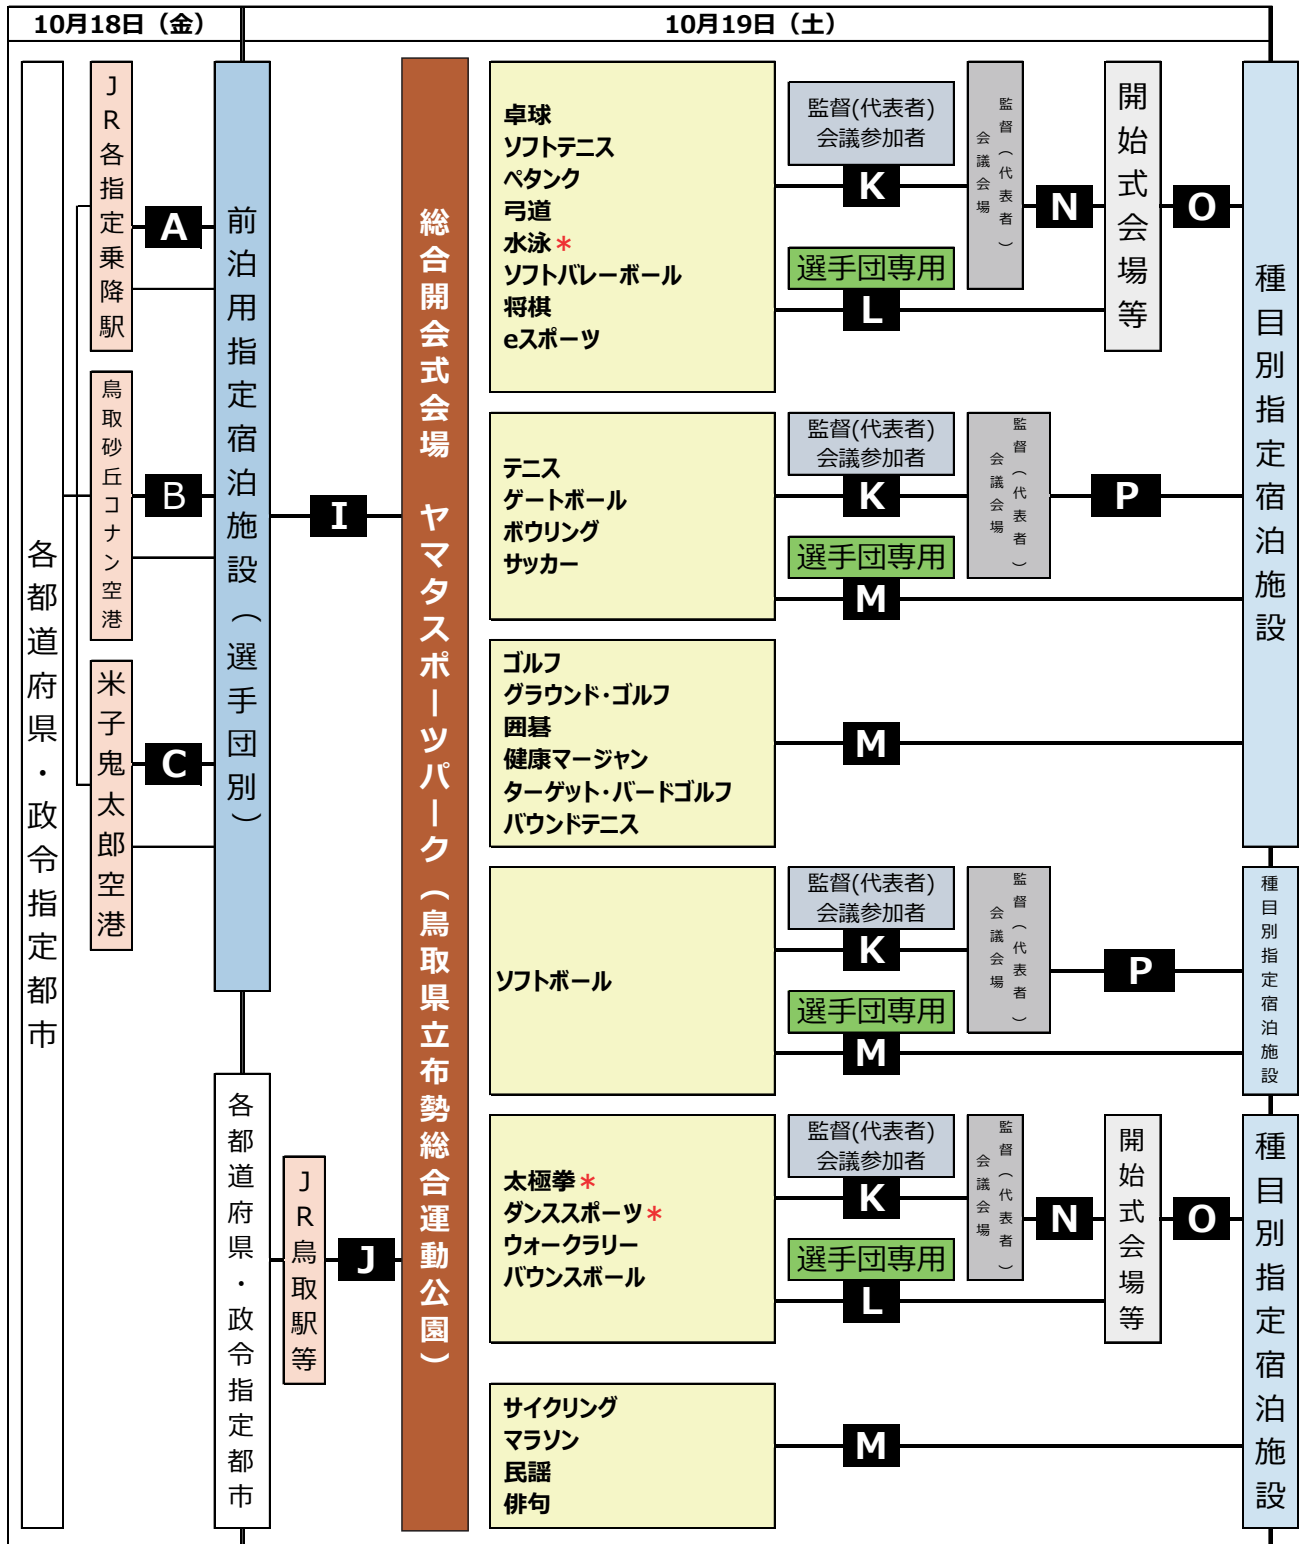 10月18日（金）
10月19日（土）
各都道府県・政令指定都市
JR各指定乗降駅
A
鳥取砂丘コナン空港
B
米子鬼太郎空港
C
前泊用指定宿泊施設（選手団別）
I
各都道府県・政令指定都市
JR鳥取駅等
J
総合開会式会場　ヤマタスポーツパーク（鳥取県立布勢総合運動公園）
卓球
ソフトテニス
ペタンク
弓道
水泳＊
ソフトバレーボール
将棋
eスポーツ
監督(代表者)
会議参加者
K
選手団専用
L
監督（代表者）
会議会場
N
開始式会場等
O
種目別指定宿泊施設
テニス
ゲートボール
ボウリング
サッカー
監督(代表者)
会議参加者
K
選手団専用
M
監督（代表者）
会議会場
P
ゴルフ
グラウンド・ゴルフ
囲碁
健康マージャン
ターゲット・バードゴルフ
バウンドテニス
M
ソフトボール
監督(代表者)
会議参加者
K
選手団専用
M
監督（代表者）
会議会場
P
種目別指定宿泊施設
太極拳＊
ダンススポーツ＊
ウォークラリー
バウンスボール
監督(代表者)
会議参加者
K
選手団専用
L
監督（代表者）
会議会場
N
開始式会場等
O
種目別指定宿泊施設
サイクリング
マラソン
民謡
俳句
M